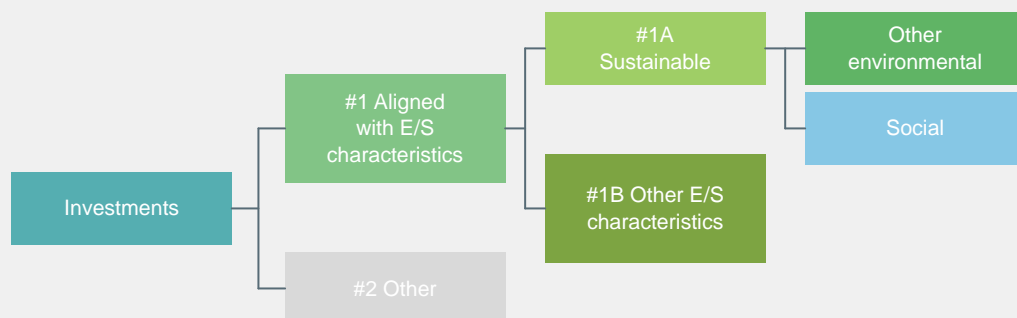 Investments
#1 Aligned
with E/S
characteristics
#2 Other
#1A
Sustainable
#1B Other E/S
characteristics
Other
environmental
Social